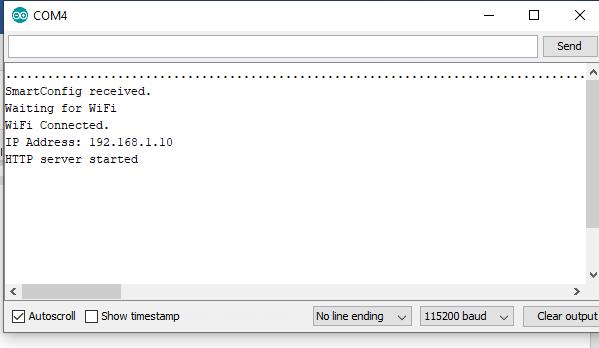 COM4
Send
................................................................................
SmartConfig received.
Waiting for WiFi
WiFi Connected.
IP Address: 192.168.1.10
HTTP server started
Autoscroll Show timestamp No line ending 115200 baud Clear output